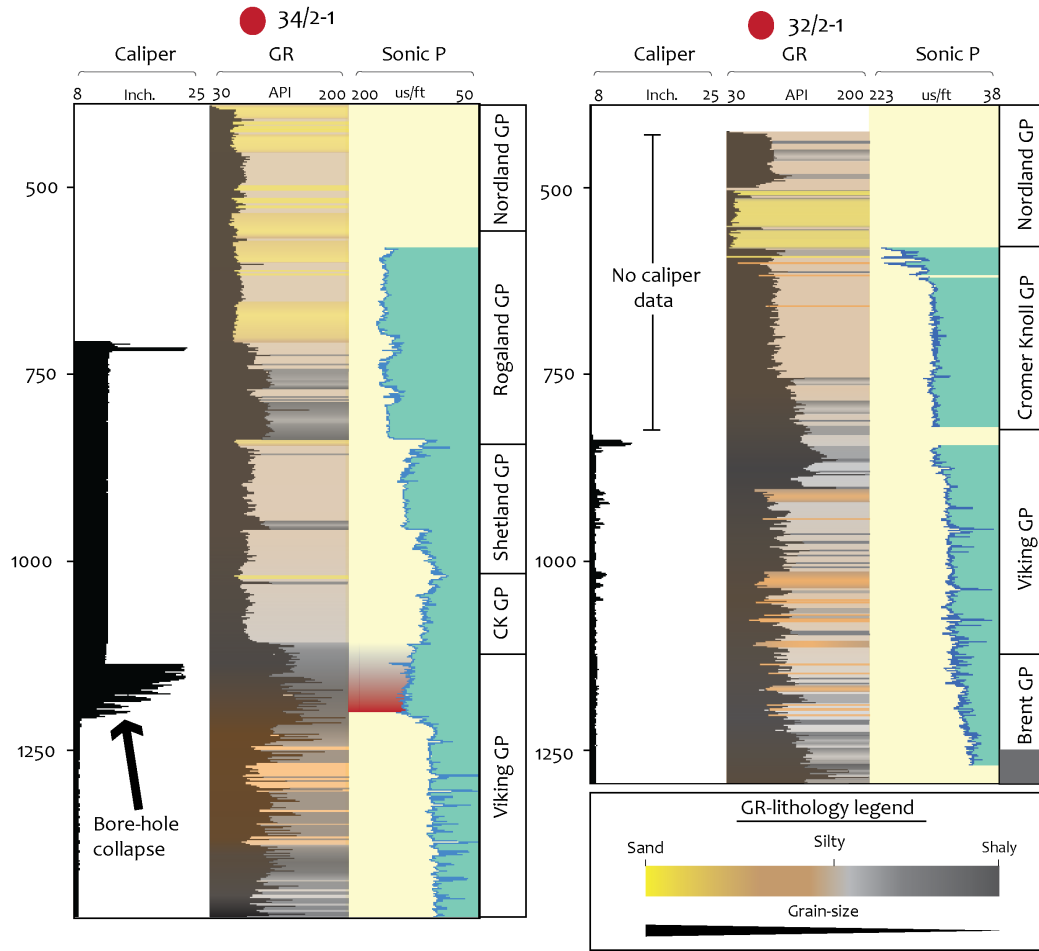 34/2-1
Caliper GR Sonic P
8 Inch. 25 30 API 200 200 us/ft 50
500
750
1000
1250
Nordland GP
Rogaland GP
Shetland GP
CK GP
Viking GP
Bore-hole
collapse
32/2-1
Caliper GR Sonic P
8 Inch. 25 30 API 200 223 us/ft 38
500
750
1000
1250
No caliper
data
Nordland GP
Cromer Knoll GP
Viking GP
Brent GP
GR-lithology legend
Sand Silty Shaly
Grain-size